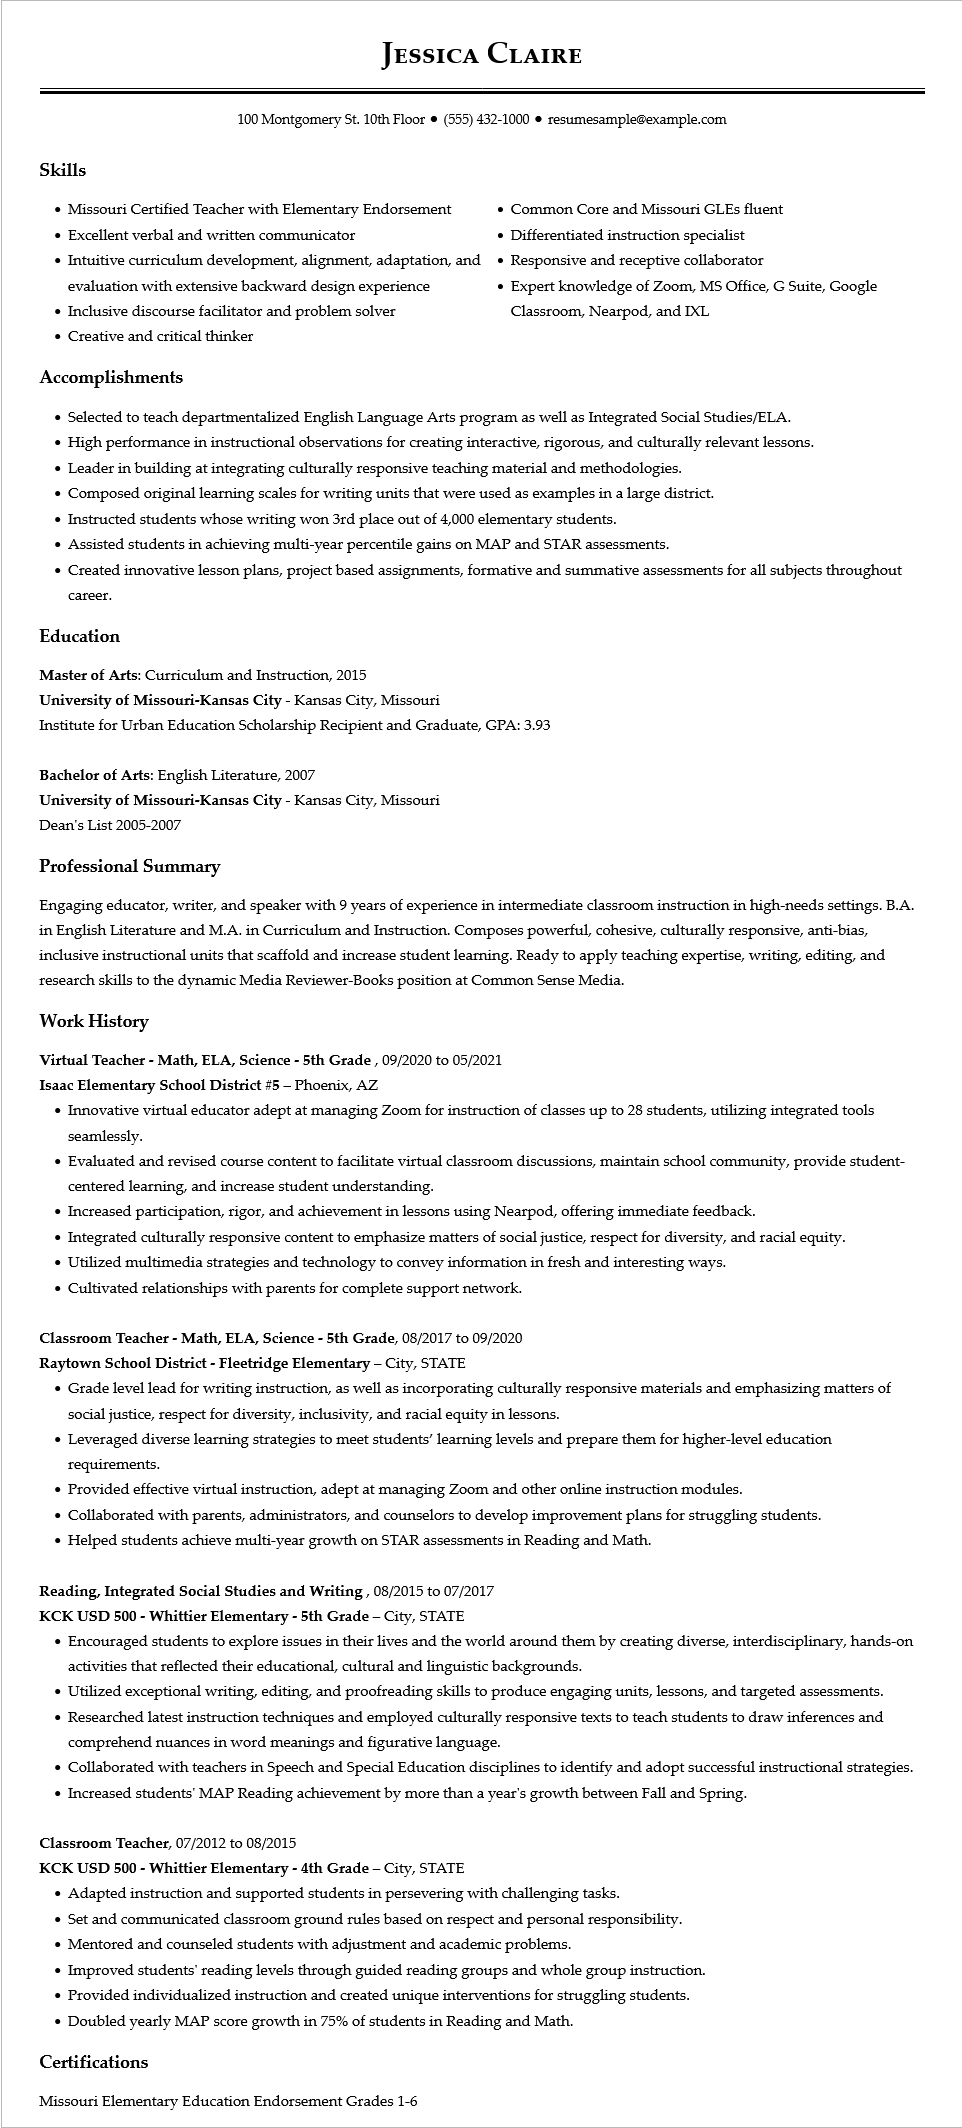 Jessica Claire
100 Montgomery St. 10th Floor ● (555) 432-1000 ● resumesample@example.com
Skills
• Missouri Certified Teacher with Elementary Endorsement
• Excellent verbal and written communicator
• Intuitive curriculum development, alignment, adaptation, and
evaluation with extensive backward design experience
• Inclusive discourse facilitator and problem solver
• Creative and critical thinker
• Common Core and Missouri GLEs fluent
• Differentiated instruction specialist
• Responsive and receptive collaborator
• Expert knowledge of Zoom, MS Office, G Suite, Google
Classroom, Nearpod, and IXL
Accomplishments
• Selected to teach departmentalized English Language Arts program as well as Integrated Social Studies/ELA.
• High performance in instructional observations for creating interactive, rigorous, and culturally relevant lessons.
• Leader in building at integrating culturally responsive teaching material and methodologies.
• Composed original learning scales for writing units that were used as examples in a large district.
• Instructed students whose writing won 3rd place out of 4,000 elementary students.
• Assisted students in achieving multi-year percentile gains on MAP and STAR assessments.
• Created innovative lesson plans, project based assignments, formative and summative assessments for all subjects throughout
career.
Education
Master of Arts: Curriculum and Instruction, 2015
University of Missouri-Kansas City - Kansas City, Missouri
Institute for Urban Education Scholarship Recipient and Graduate, GPA: 3.93
Bachelor of Arts: English Literature, 2007
University of Missouri-Kansas City - Kansas City, Missouri
Dean's List 2005-2007
Professional Summary
Engaging educator, writer, and speaker with 9 years of experience in intermediate classroom instruction in high-needs settings. B.A.
in English Literature and M.A. in Curriculum and Instruction. Composes powerful, cohesive, culturally responsive, anti-bias,
inclusive instructional units that scaffold and increase student learning. Ready to apply teaching expertise, writing, editing, and
research skills to the dynamic Media Reviewer-Books position at Common Sense Media.
Work History
Virtual Teacher - Math, ELA, Science - 5th Grade , 09/2020 to 05/2021
Isaac Elementary School District #5 – Phoenix, AZ
• Innovative virtual educator adept at managing Zoom for instruction of classes up to 28 students, utilizing integrated tools
seamlessly.
• Evaluated and revised course content to facilitate virtual classroom discussions, maintain school community, provide student-
centered learning, and increase student understanding.
• Increased participation, rigor, and achievement in lessons using Nearpod, offering immediate feedback.
• Integrated culturally responsive content to emphasize matters of social justice, respect for diversity, and racial equity.
• Utilized multimedia strategies and technology to convey information in fresh and interesting ways.
• Cultivated relationships with parents for complete support network.
Classroom Teacher - Math, ELA, Science - 5th Grade, 08/2017 to 09/2020
Raytown School District - Fleetridge Elementary – City, STATE
• Grade level lead for writing instruction, as well as incorporating culturally responsive materials and emphasizing matters of
social justice, respect for diversity, inclusivity, and racial equity in lessons.
• Leveraged diverse learning strategies to meet students’ learning levels and prepare them for higher-level education
requirements.
• Provided effective virtual instruction, adept at managing Zoom and other online instruction modules.
• Collaborated with parents, administrators, and counselors to develop improvement plans for struggling students.
• Helped students achieve multi-year growth on STAR assessments in Reading and Math.
Reading, Integrated Social Studies and Writing , 08/2015 to 07/2017
KCK USD 500 - Whittier Elementary - 5th Grade – City, STATE
• Encouraged students to explore issues in their lives and the world around them by creating diverse, interdisciplinary, hands-on
activities that reflected their educational, cultural and linguistic backgrounds.
• Utilized exceptional writing, editing, and proofreading skills to produce engaging units, lessons, and targeted assessments.
• Researched latest instruction techniques and employed culturally responsive texts to teach students to draw inferences and
comprehend nuances in word meanings and figurative language.
• Collaborated with teachers in Speech and Special Education disciplines to identify and adopt successful instructional strategies.
• Increased students' MAP Reading achievement by more than a year's growth between Fall and Spring.
Classroom Teacher, 07/2012 to 08/2015
KCK USD 500 - Whittier Elementary - 4th Grade – City, STATE
• Adapted instruction and supported students in persevering with challenging tasks.
• Set and communicated classroom ground rules based on respect and personal responsibility.
• Mentored and counseled students with adjustment and academic problems.
• Improved students' reading levels through guided reading groups and whole group instruction.
• Provided individualized instruction and created unique interventions for struggling students.
• Doubled yearly MAP score growth in 75% of students in Reading and Math.
Certifications
Missouri Elementary Education Endorsement Grades 1-6